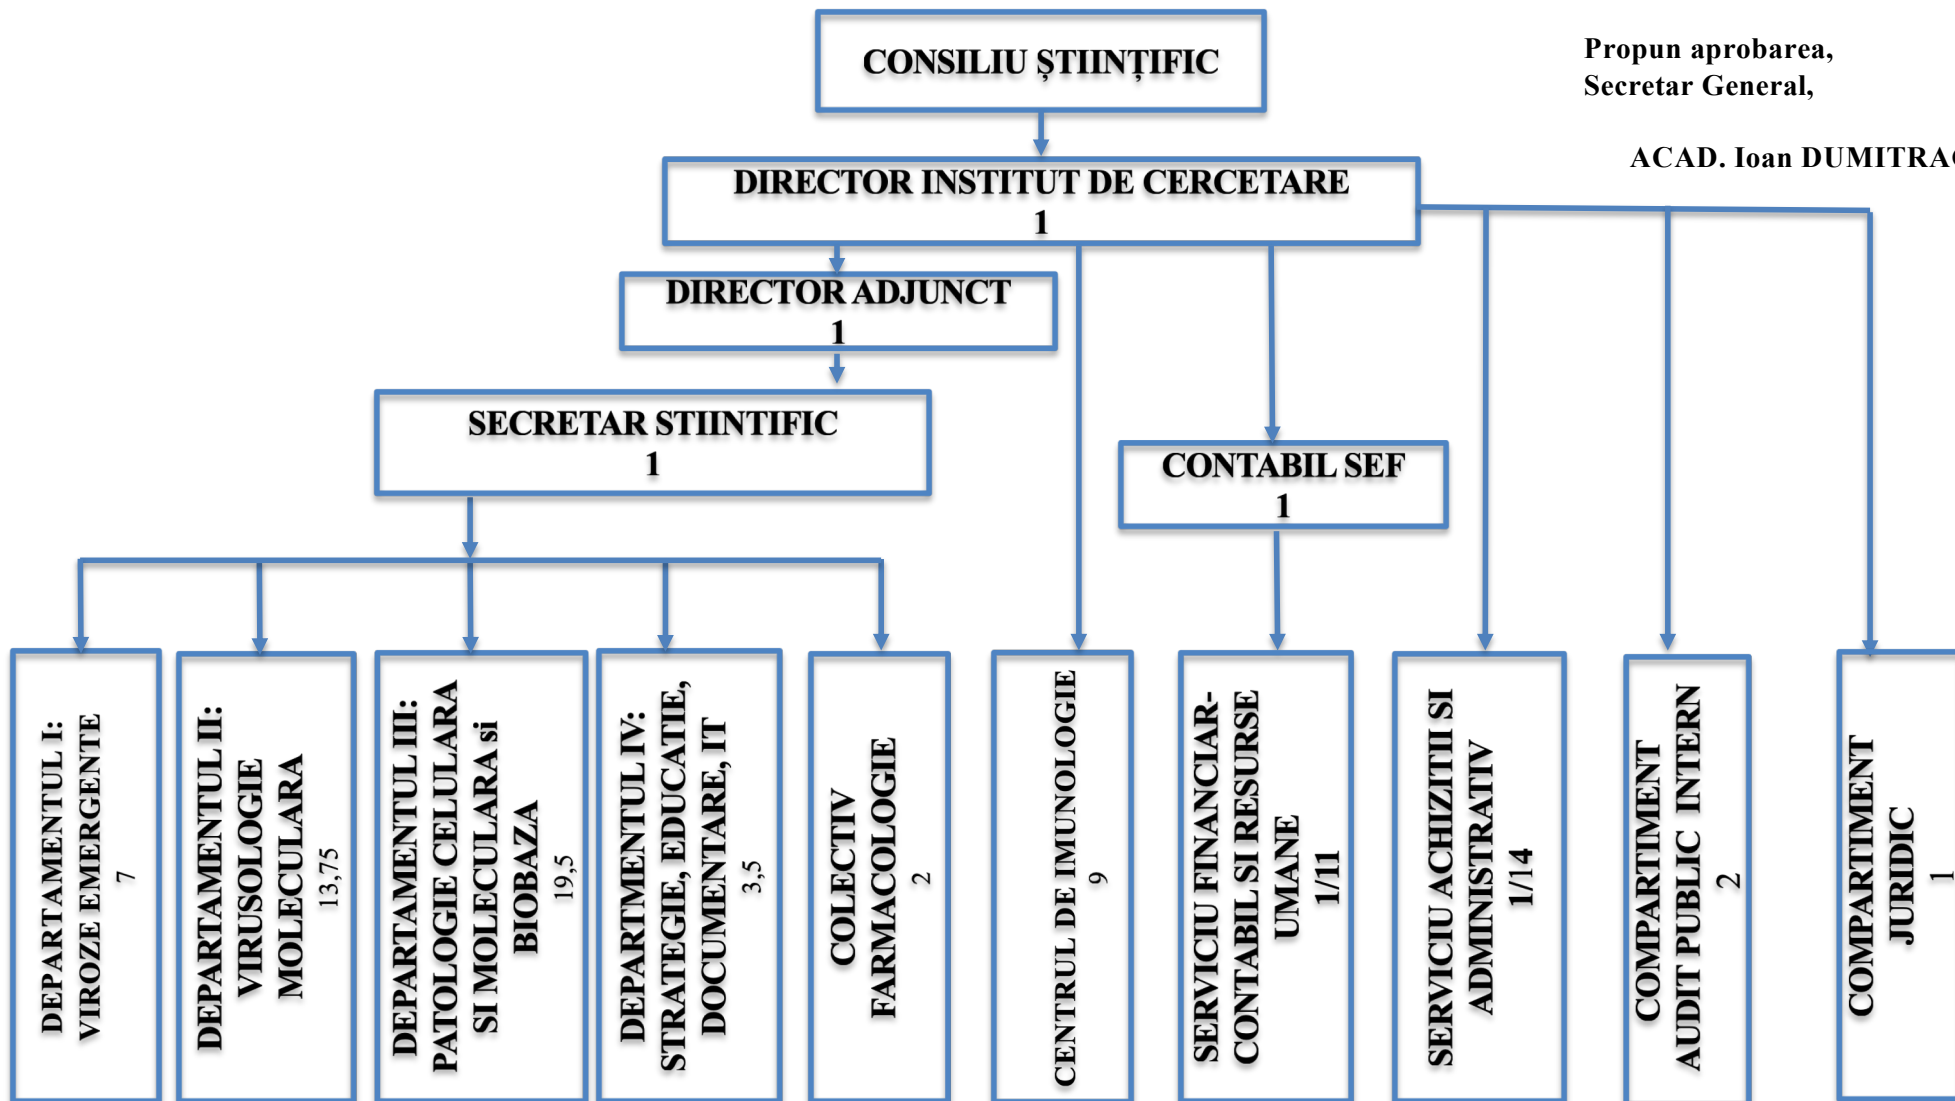 CONSILIU ȘTIINȚIFIC
Propun aprobarea,
Secretar General,
ACAD. Ioan
DIRECTOR INSTITUT DE CERCETARE
1
DIRECTOR ADJUNCT
1
SECRETAR STIINTIFIC
1
CONTABIL SEF
1
DEPARTAMENTUL I:
VIROZE EMERGENTE
7
DEPARTAMENTUL II:
VIRUSOLOGIE
MOLECULARA
13,75
DEPARTAMENTUL III:
PATOLOGIE CELULARA
SI MOLECULARA si
BIOBAZA
19,5
DEPARTMENTUL IV:
STRATEGIE, EDUCATIE,
DOCUMENTARE, IT
3,5
COLECTIV
FARMACOLOGIE
2
CENTRUL DE IMUNOLOGIE
9
SERVICIU FINANCIAR-
CONTABIL SI RESURSE
UMANE
1/11
SERVICIU ACHIZITII SI
ADMINISTRATIV
1/14
COMPARTIMENT
AUDIT PUBLIC INTERN
2
COMPARTIMENT
JURIDIC
1